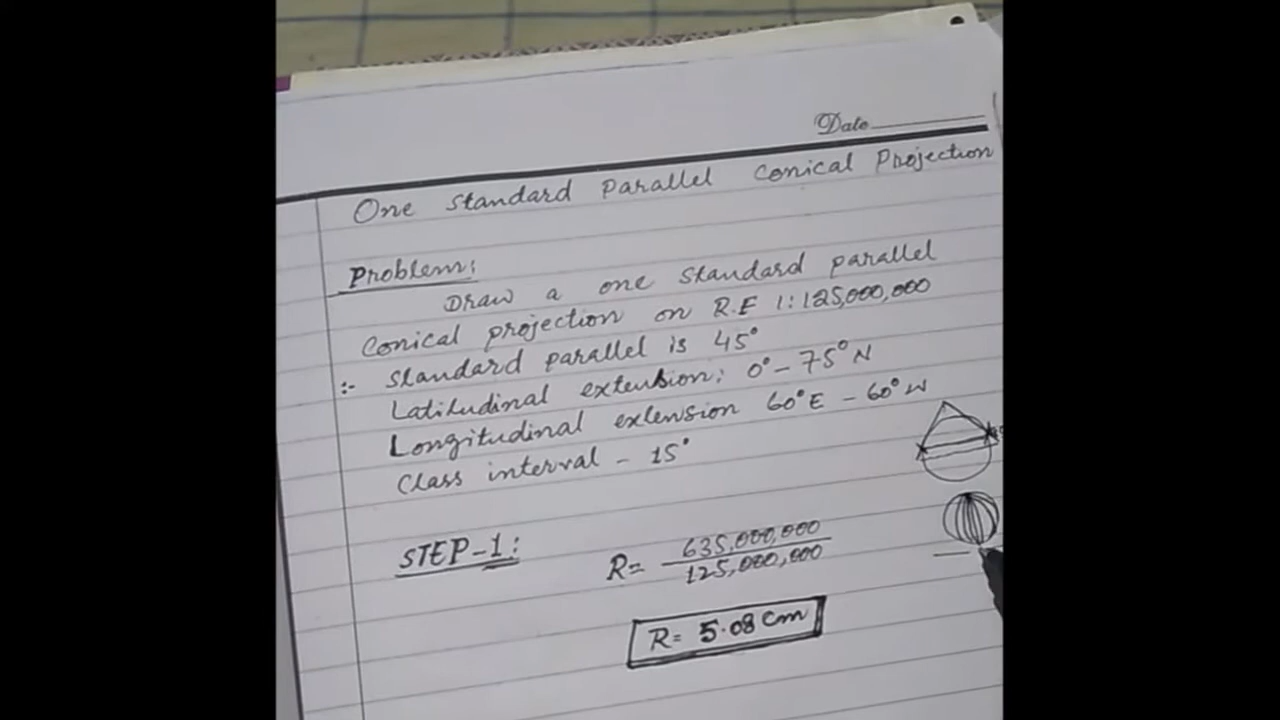 Date
One Standard Parallel Conical Projection
Problem:
Draw a one standard parallel
Conical projection on R.F 1:125,000,000
:- Standard parallel is 45°
Latitudinal extension: 0° - 75° N
Longitudinal extension 60°E - 60° W
Class interval - 15°
STEP-1:
R= 635,000,000
125,000,000
R= 5.08 Cm